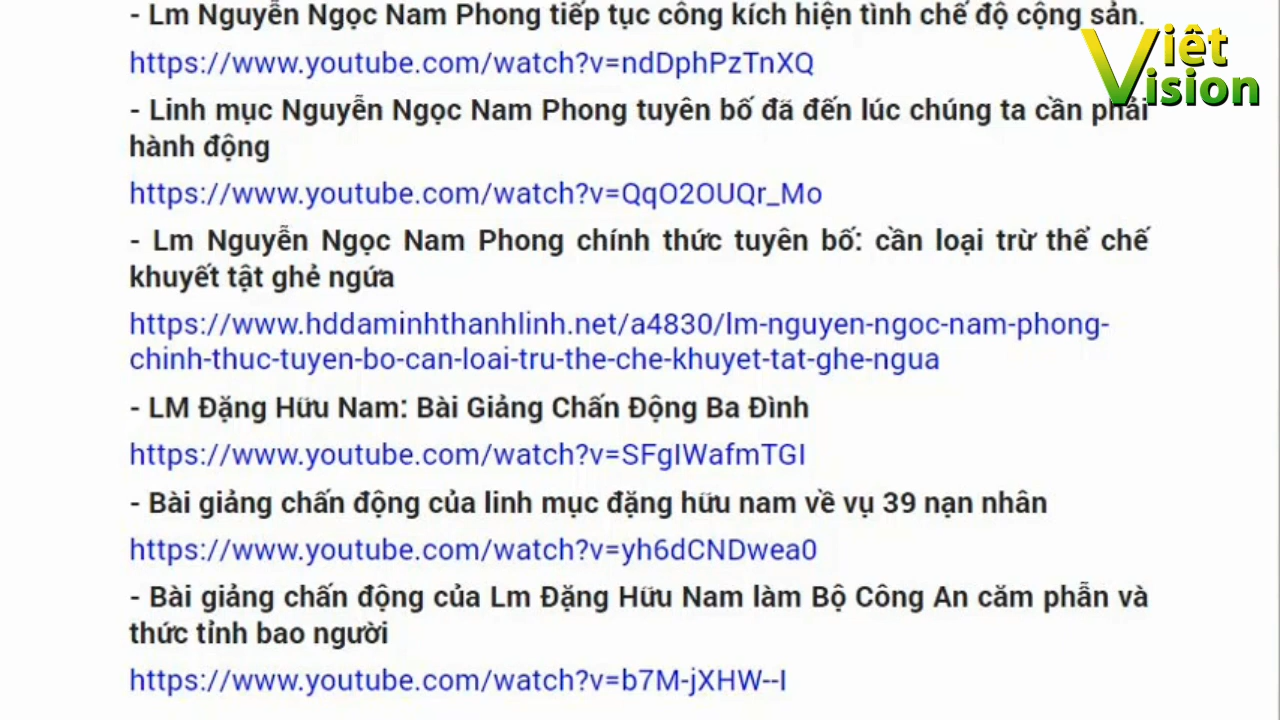 - Lm Nguyễn Ngọc Nam Phong tiếp tục công kích hiện tình chế độ cộng sản.
https://www.youtube.com/watch?v=ndDphPzTnXQ
- Linh mục Nguyễn Ngọc Nam Phong tuyên bố đã đến lúc chúng ta cần phải
hành động
https://www.youtube.com/watch?v=QqO2OUQr_Mo
- Lm Nguyễn Ngọc Nam Phong chính thức tuyên bố: cần loại trừ thể chế
khuyết tật ghẻ ngứa
https://www.hddaminhthanhlinh.net/a4830/lm-nguyen-ngoc-nam-phong-
chinh-thuc-tuyen-bo-can-loai-tru-the-che-khuyet-tat-ghe-ngua
- LM Đặng Hữu Nam: Bài Giảng Chấn Động Ba Đình
https://www.youtube.com/watch?v=SFgIWafmTGI
- Bài giảng chấn động của linh mục đặng hữu nam về vụ 39 nạn nhân
https://www.youtube.com/watch?v=yh6dCNDwea0
- Bài giảng chấn động của Lm Đặng Hữu Nam làm Bộ Công An căm phẫn và
thức tỉnh bao người
https://www.youtube.com/watch?v=b7M-jXHW--I
Việt
Vision